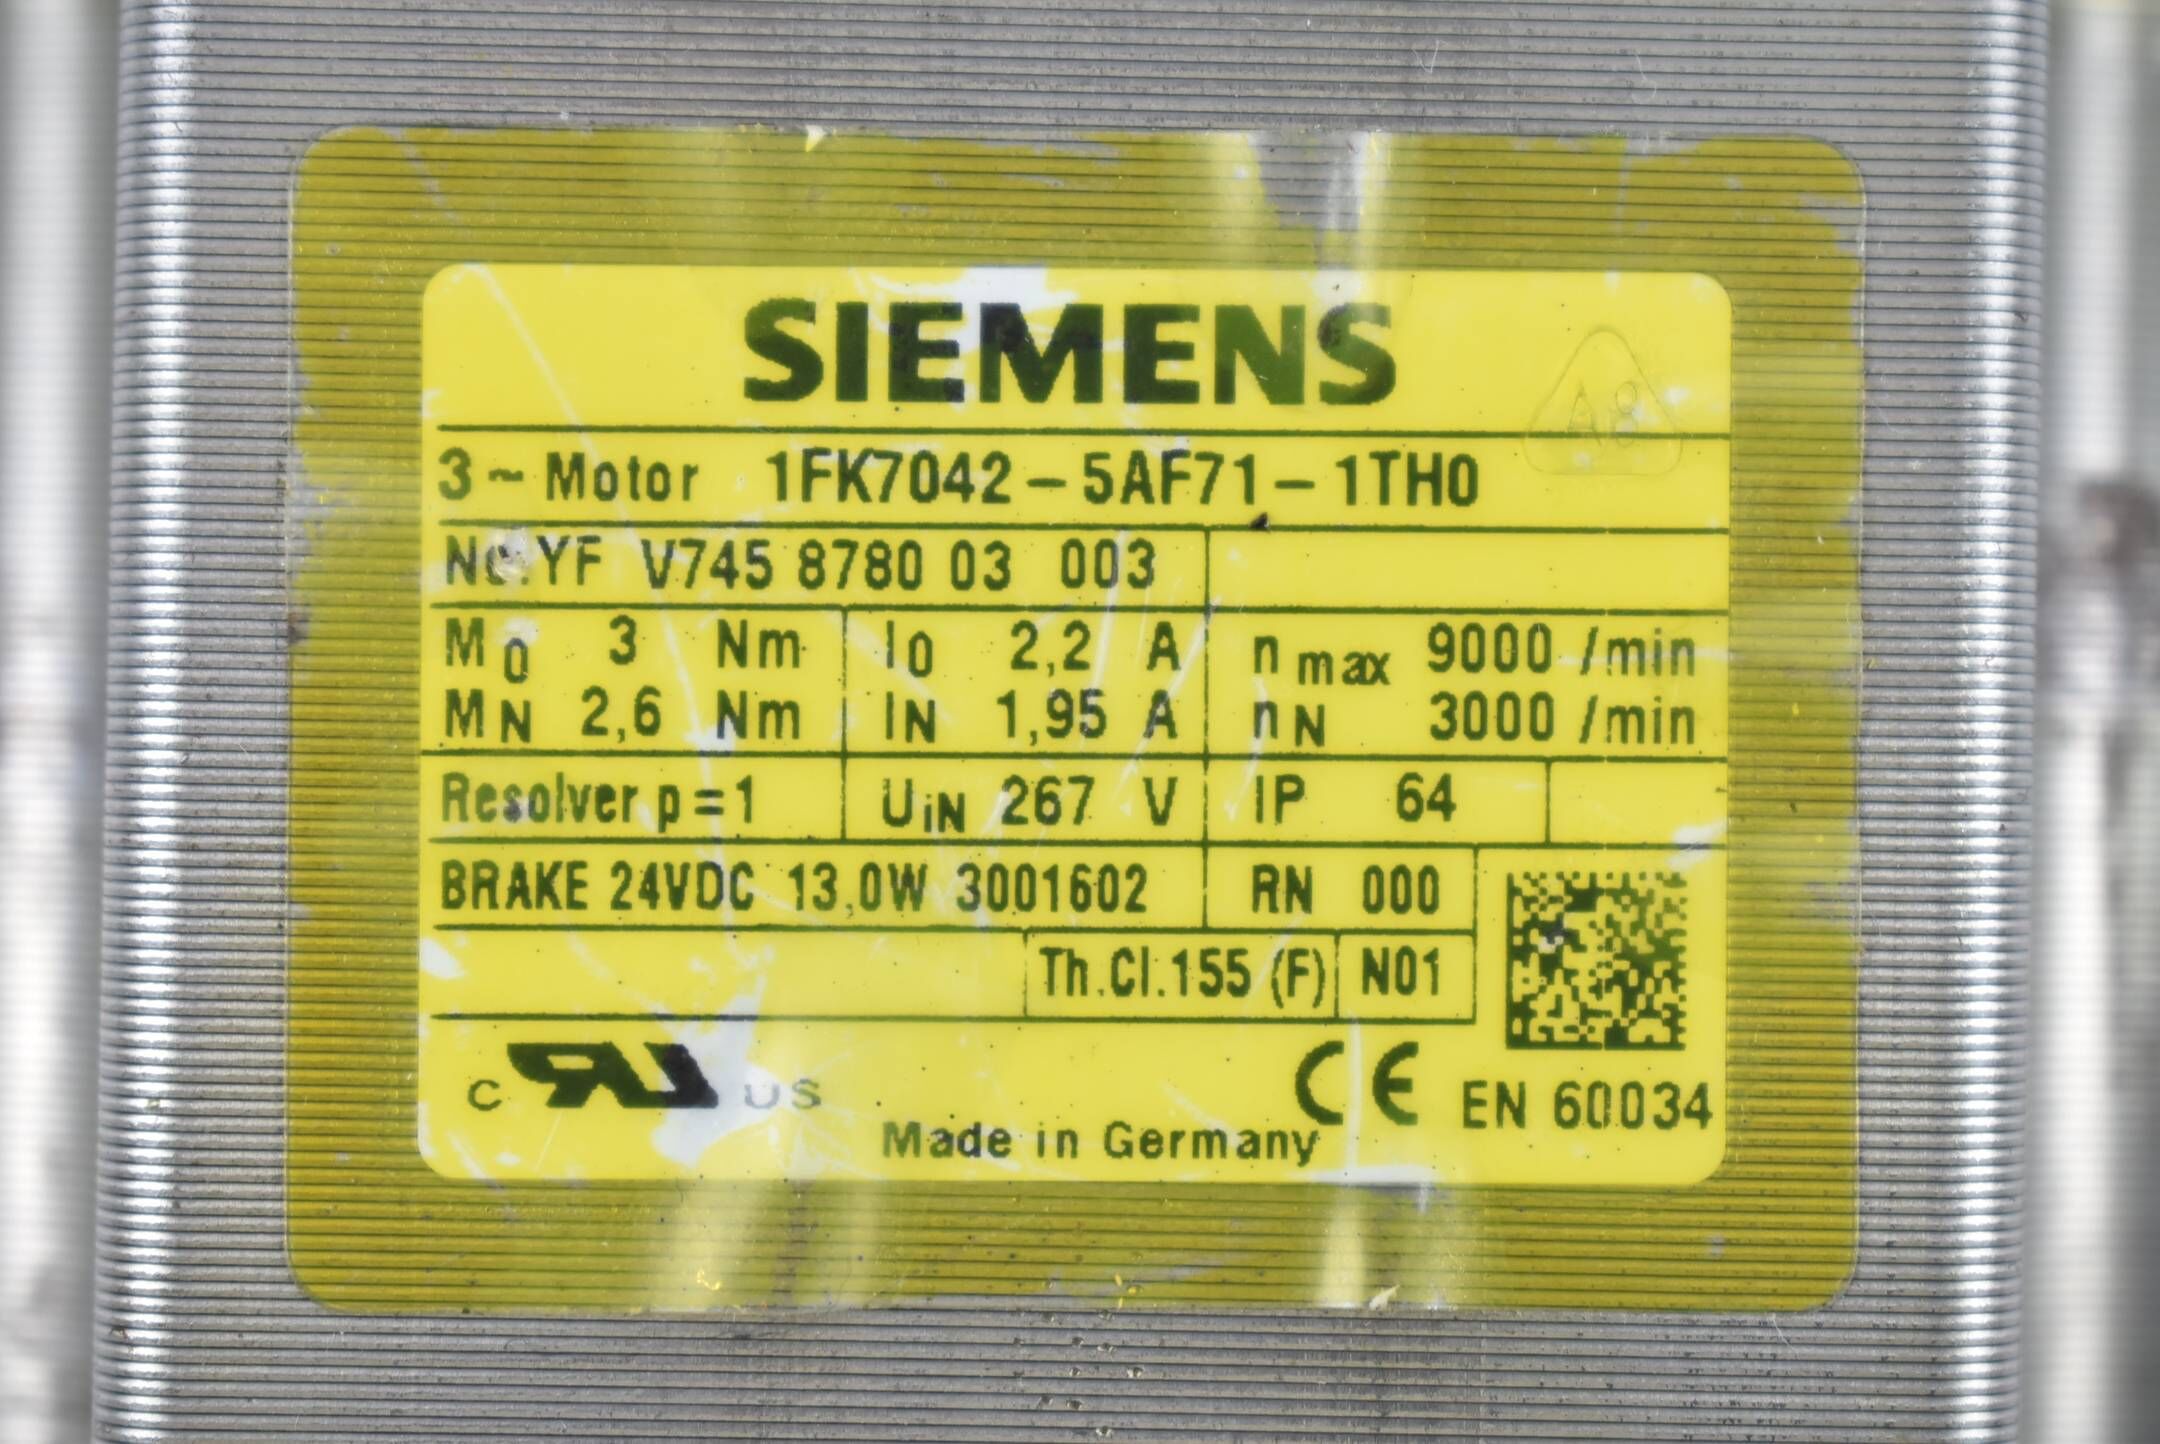 SIEMENS
3 ~ Motor 1FK7042 - 5AF71 - 1TH0
No.YF V745 8780 03 003
M0 3 Nm I0 2,2 A n max 9000 /min
MN 2,6 Nm IN 1,95 A nN 3000 /min
Resolver p=1 UiN 267 V IP 64
BRAKE 24VDC 13.0W 3001602 RN 000
Th.Cl.155 (F) N01
c RU US CE EN 60034
Made in Germany